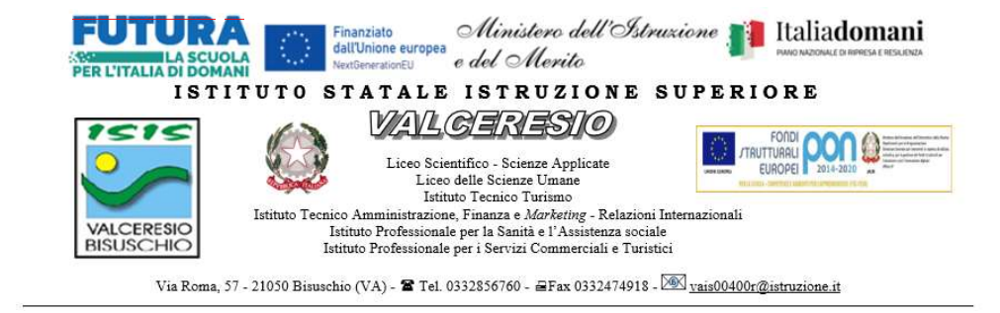 FUTURA
LA SCUOLA
PER L'ITALIA DI DOMANI
Finanziato
dall'Unione europea
NextGenerationEU
Ministero dell'Istruzione
e del Merito
Italiadomani
PIANO NAZIONALE DI RIPRESA E RESILIENZA
ISTITUTO STATALE ISTRUZIONE SUPERIORE
VALCERESIO
ISIS
VALCERESIO
BISUSCHIO
REPVBBLICA ITALIANA
Liceo Scientifico - Scienze Applicate
Liceo delle Scienze Umane
Istituto Tecnico Turismo
Istituto Tecnico Amministrazione, Finanza e Marketing - Relazioni Internazionali
Istituto Professionale per la Sanità e l'Assistenza sociale
Istituto Professionale per i Servizi Commerciali e Turistici
UNIONE EUROPEA
FONDI
STRUTTURALI
EUROPEI
pon
2014-2020
Via Roma, 57 - 21050 Bisuschio (VA) - ☎ Tel. 0332856760 - Fax 0332474918 - vais00400r@istruzione.it